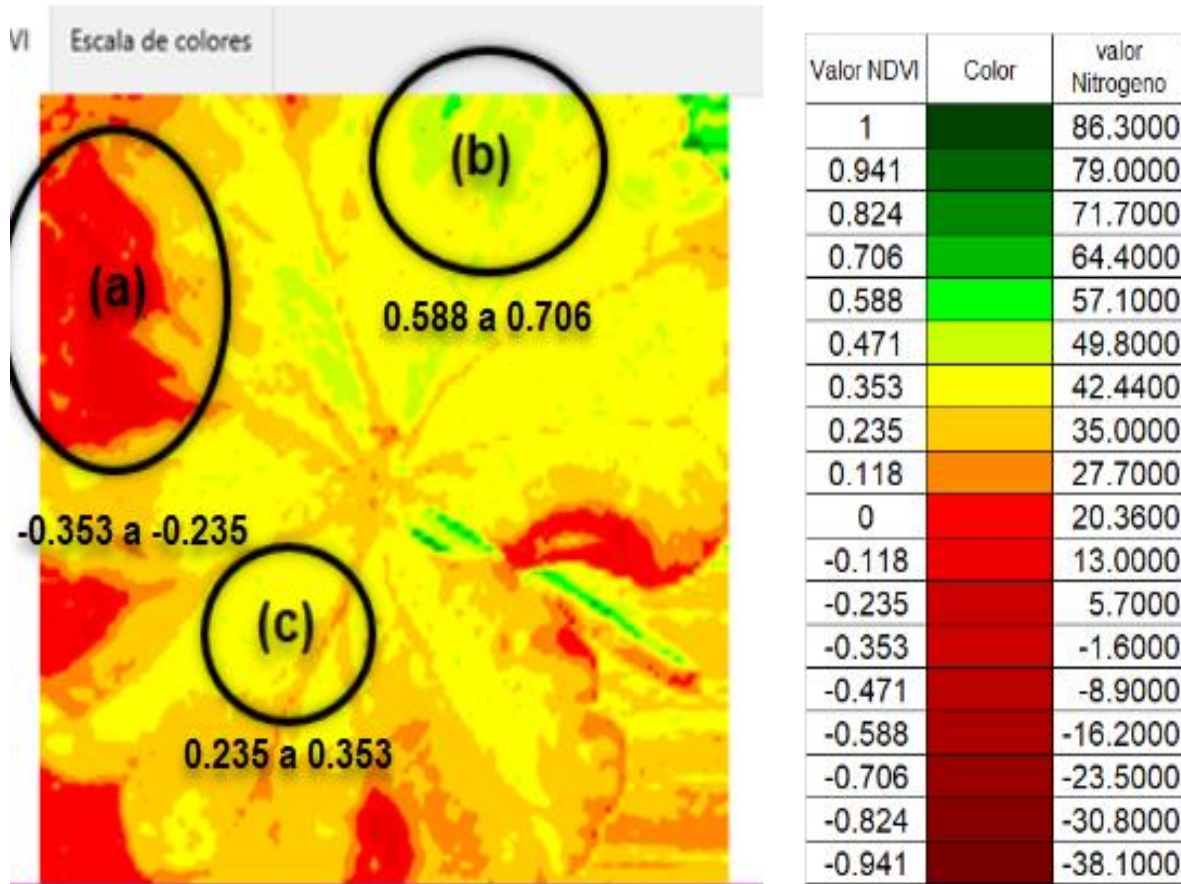 VI Escala de colores
(a)
(b)
0.588 a 0.706
-0.353 a -0.235
(c)
0.235 a 0.353
Valor NDVI Color valor Nitrogeno
1 86.3000
0.941 79.0000
0.824 71.7000
0.706 64.4000
0.588 57.1000
0.471 49.8000
0.353 42.4400
0.235 35.0000
0.118 27.7000
0 20.3600
-0.118 13.0000
-0.235 5.7000
-0.353 -1.6000
-0.471 -8.9000
-0.588 -16.2000
-0.706 -23.5000
-0.824 -30.8000
-0.941 -38.1000